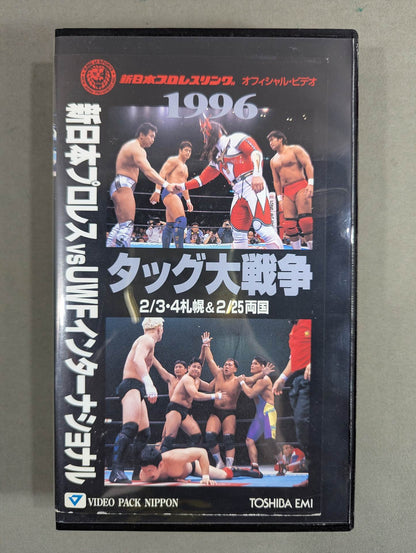 新日本プロレスリング® オフィシャル・ビデオ
1996
新日本プロレス vs UWFインターナショナル
タッグ大戦争
2/3・4札幌&2/25両国
VIDEO PACK NIPPON
TOSHIBA EMI